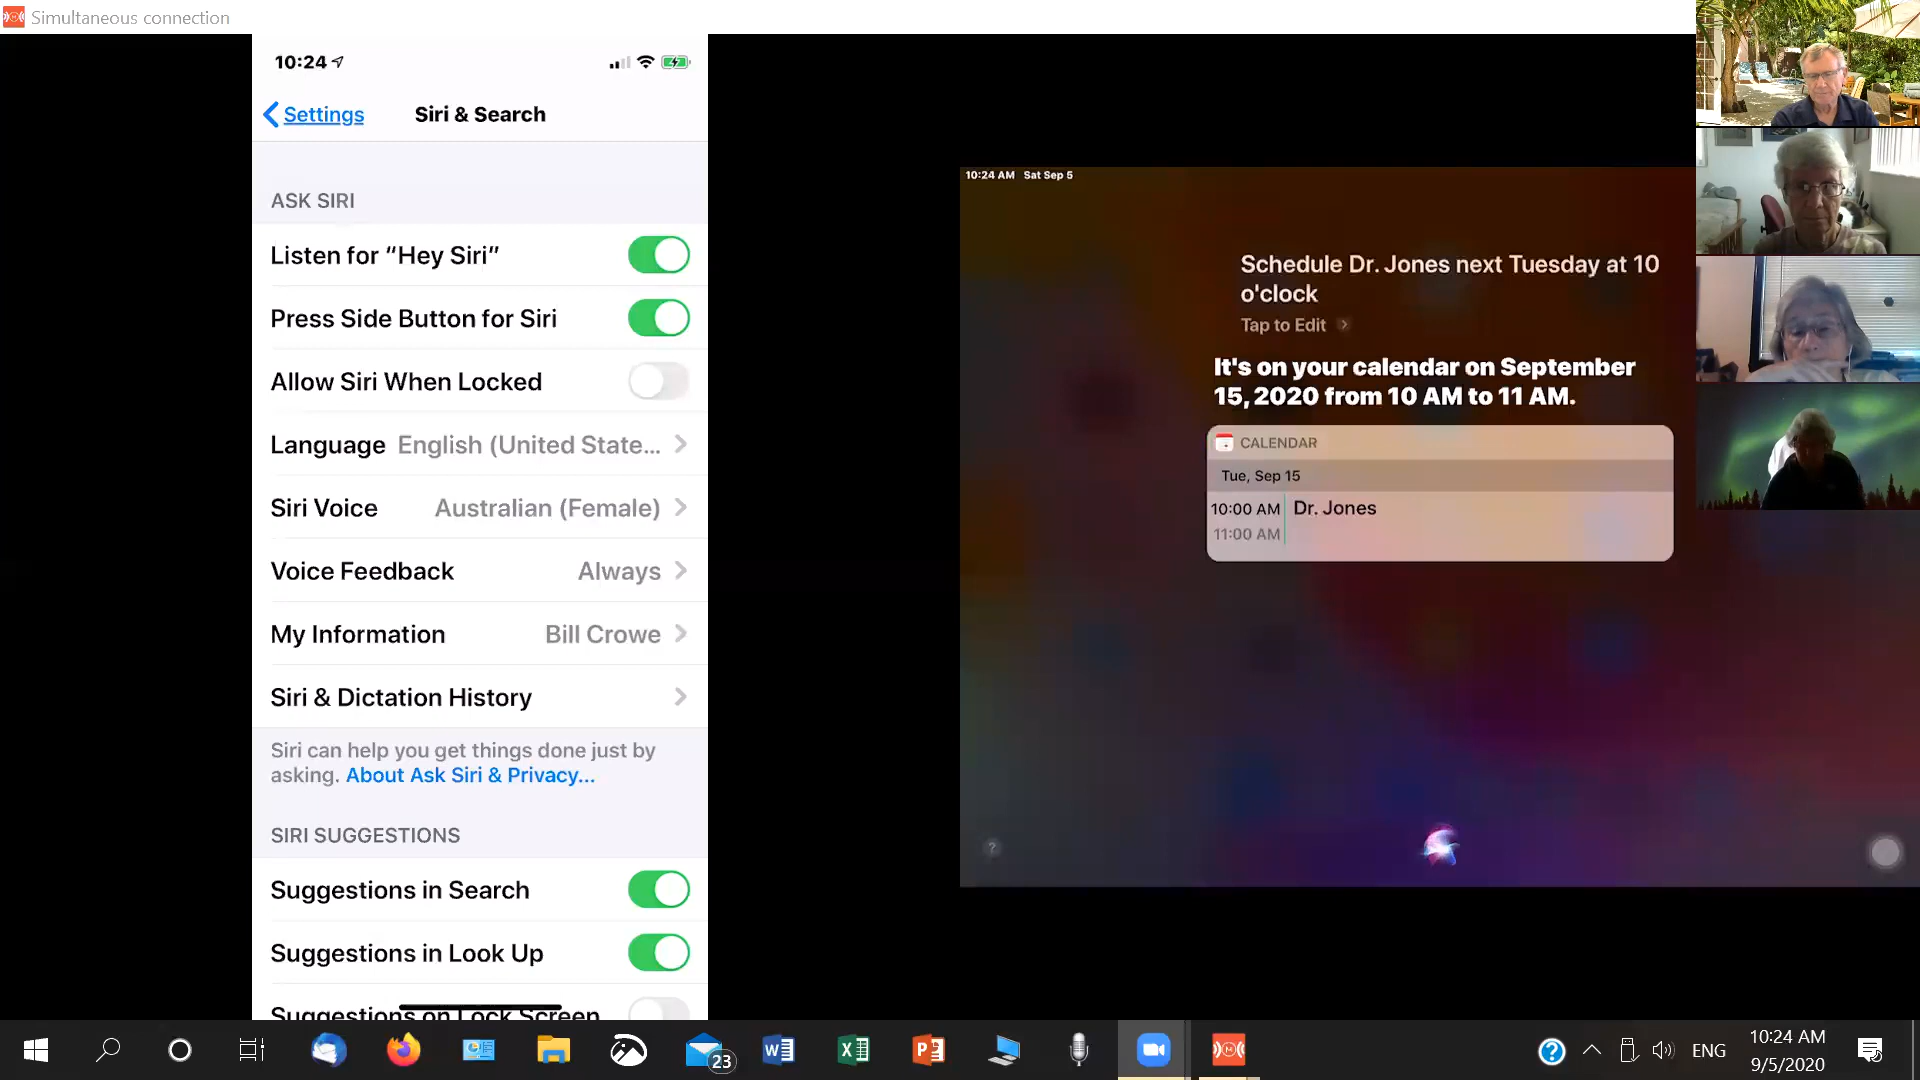 Simultaneous connection
10:24
Settings
Siri & Search
ASK SIRI
Listen for “Hey Siri”
Press Side Button for Siri
Allow Siri When Locked
Language English (United State...
Siri Voice Australian (Female)
Voice Feedback Always
My Information Bill Crowe
Siri & Dictation History
Siri can help you get things done just by
asking. About Ask Siri & Privacy...
SIRI SUGGESTIONS
Suggestions in Search
Suggestions in Look Up
Suggestions on Lock Screen
10:24 AM Sat Sep 5
Schedule Dr. Jones next Tuesday at 10
o'clock
Tap to Edit
It's on your calendar on September
15, 2020 from 10 AM to 11 AM.
CALENDAR
Tue, Sep 15
10:00 AM Dr. Jones
11:00 AM
?
23
ENG
10:24 AM
9/5/2020